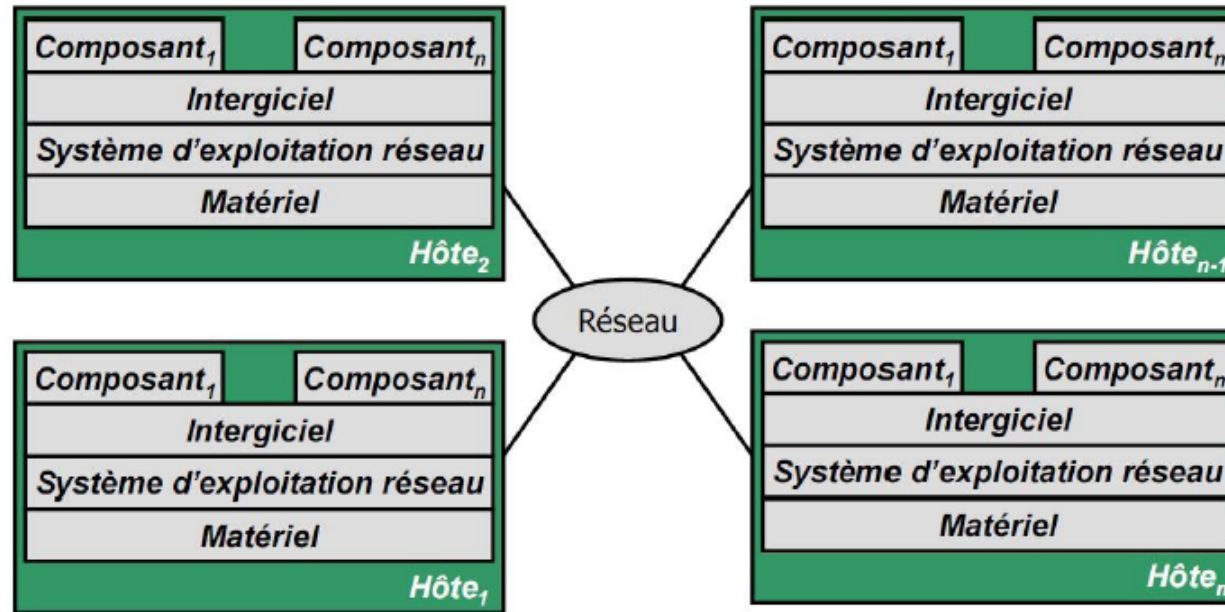 Composant₁ Composantₙ
Intergiciel
Système d'exploitation réseau
Matériel
Hôte₂
Composant₁ Composantₙ
Intergiciel
Système d'exploitation réseau
Matériel
Hôteₙ₋₁
Réseau
Composant₁ Composantₙ
Intergiciel
Système d'exploitation réseau
Matériel
Hôte₁
Composant₁ Composantₙ
Intergiciel
Système d'exploitation réseau
Matériel
Hôteₙ